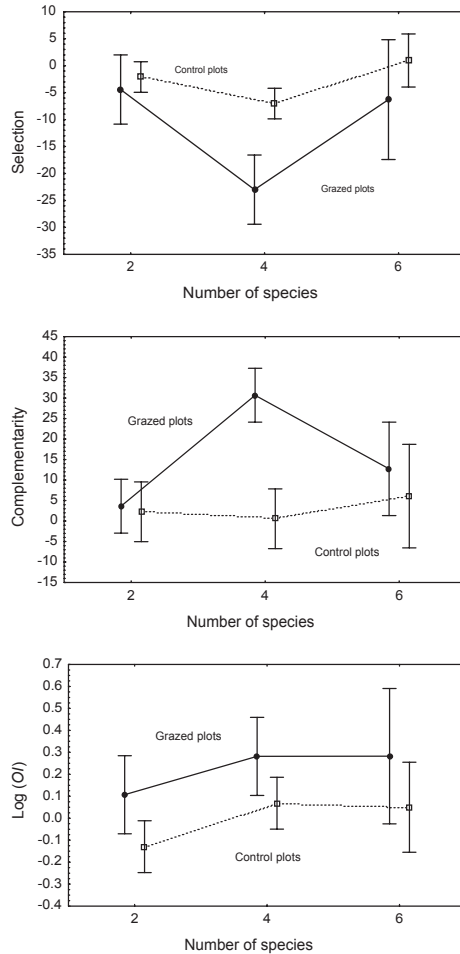 10
5
0
-5
-10
-15
-20
-25
-30
-35
Selection
Control plots
Grazed plots
2 4 6
Number of species
45
40
35
30
25
20
15
10
5
0
-5
-10
-15
Complementarity
Grazed plots
Control plots
2 4 6
Number of species
0.7
0.6
0.5
0.4
0.3
0.2
0.1
0.0
-0.1
-0.2
-0.3
-0.4
Log (OI)
Grazed plots
Control plots
2 4 6
Number of species